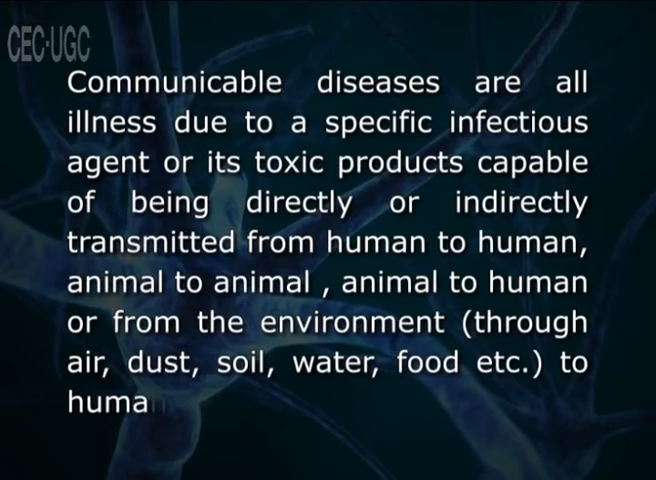 CEC-UGC
Communicable diseases are all
illness due to a specific infectious
agent or its toxic products capable
of being directly or indirectly
transmitted from human to human,
animal to animal , animal to human
or from the environment (through
air, dust, soil, water, food etc.) to
human